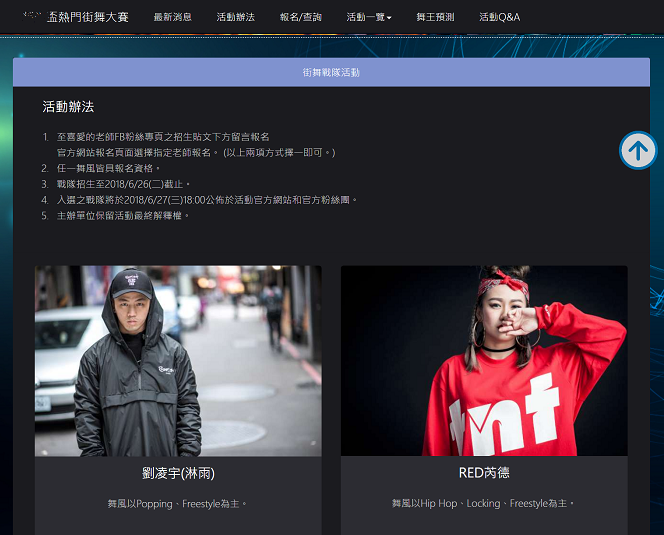 盃熱門街舞大賽
最新消息
活動辦法
報名/查詢
活動一覽
舞王預測
活動Q&A
街舞戰隊活動
活動辦法
1. 至喜愛的老師FB粉絲專頁之招生貼文下方留言報名
官方網站報名頁面選擇指定老師報名。(以上兩項方式擇一即可。)
2. 任一舞風皆具報名資格。
3. 戰隊招生至2018/6/26(二)截止。
4. 入選之戰隊將於2018/6/27(三)18:00公佈於活動官方網站和官方粉絲團。
5. 主辦單位保留活動最終解釋權。
tnt
劉凌宇(淋雨)
舞風以Popping、Freestyle為主。
RED芮德
舞風以Hip Hop、Locking、Freestyle為主。